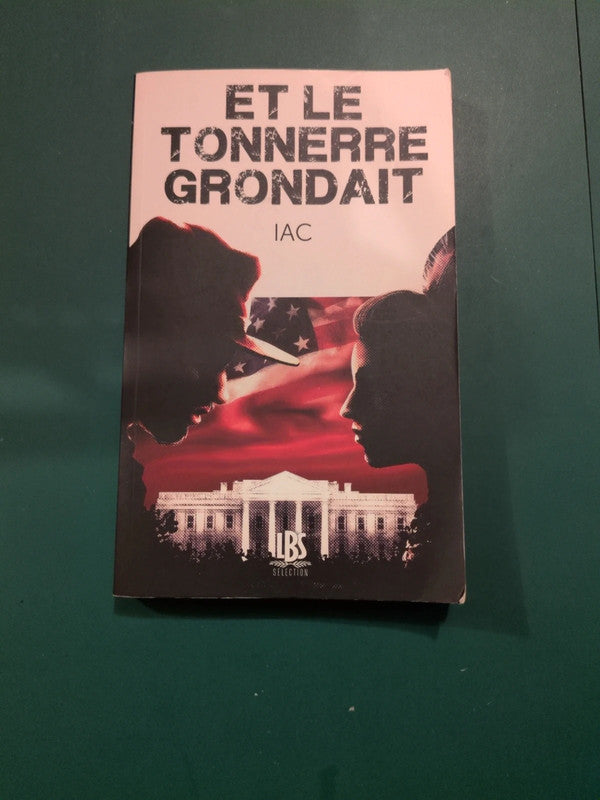 ET LE
TONNERRE
GRONDAIT
IAC
LBS
SÉLECTION